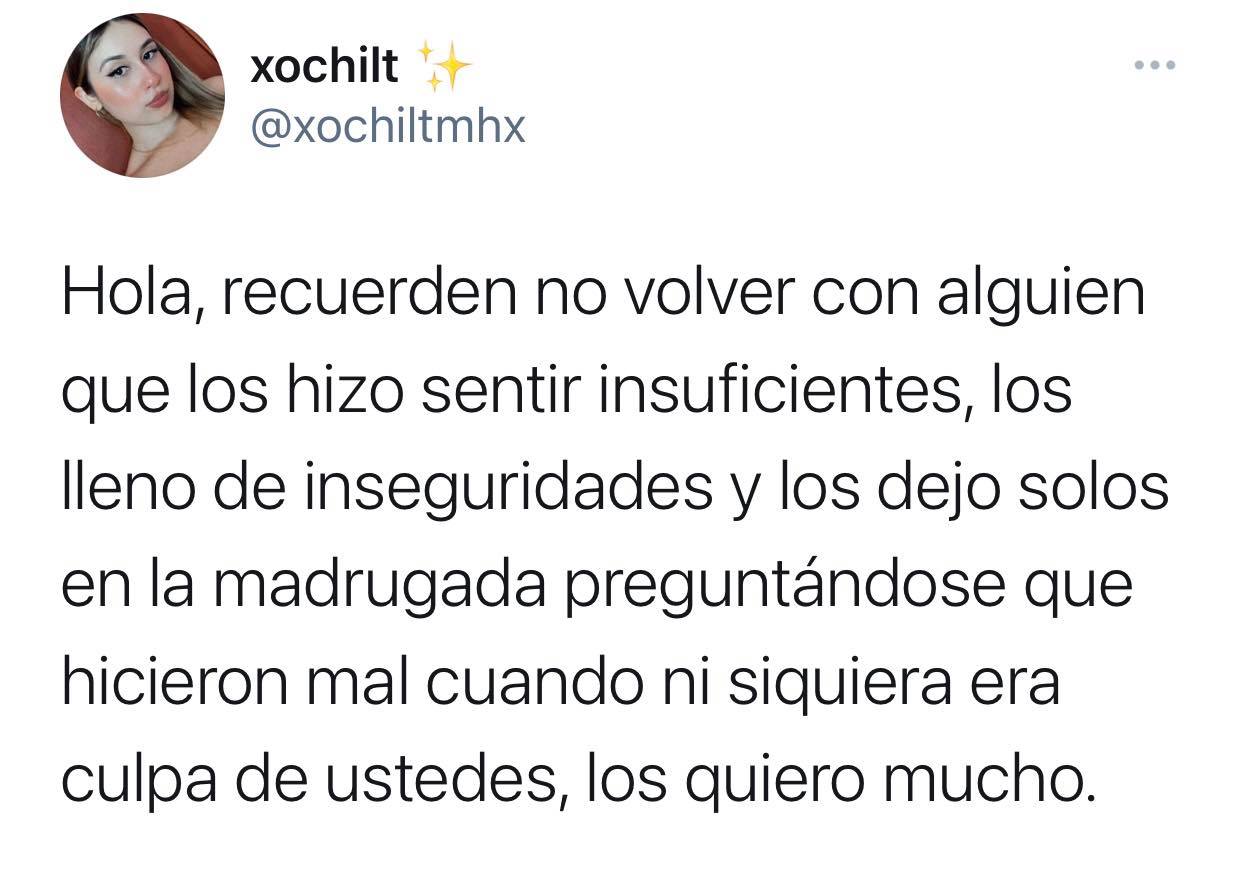 xochilt ✨
@xochiltmhx
Hola, recuerden no volver con alguien
que los hizo sentir insuficientes, los
lleno de inseguridades y los dejo solos
en la madrugada preguntándose que
hicieron mal cuando ni siquiera era
culpa de ustedes, los quiero mucho.